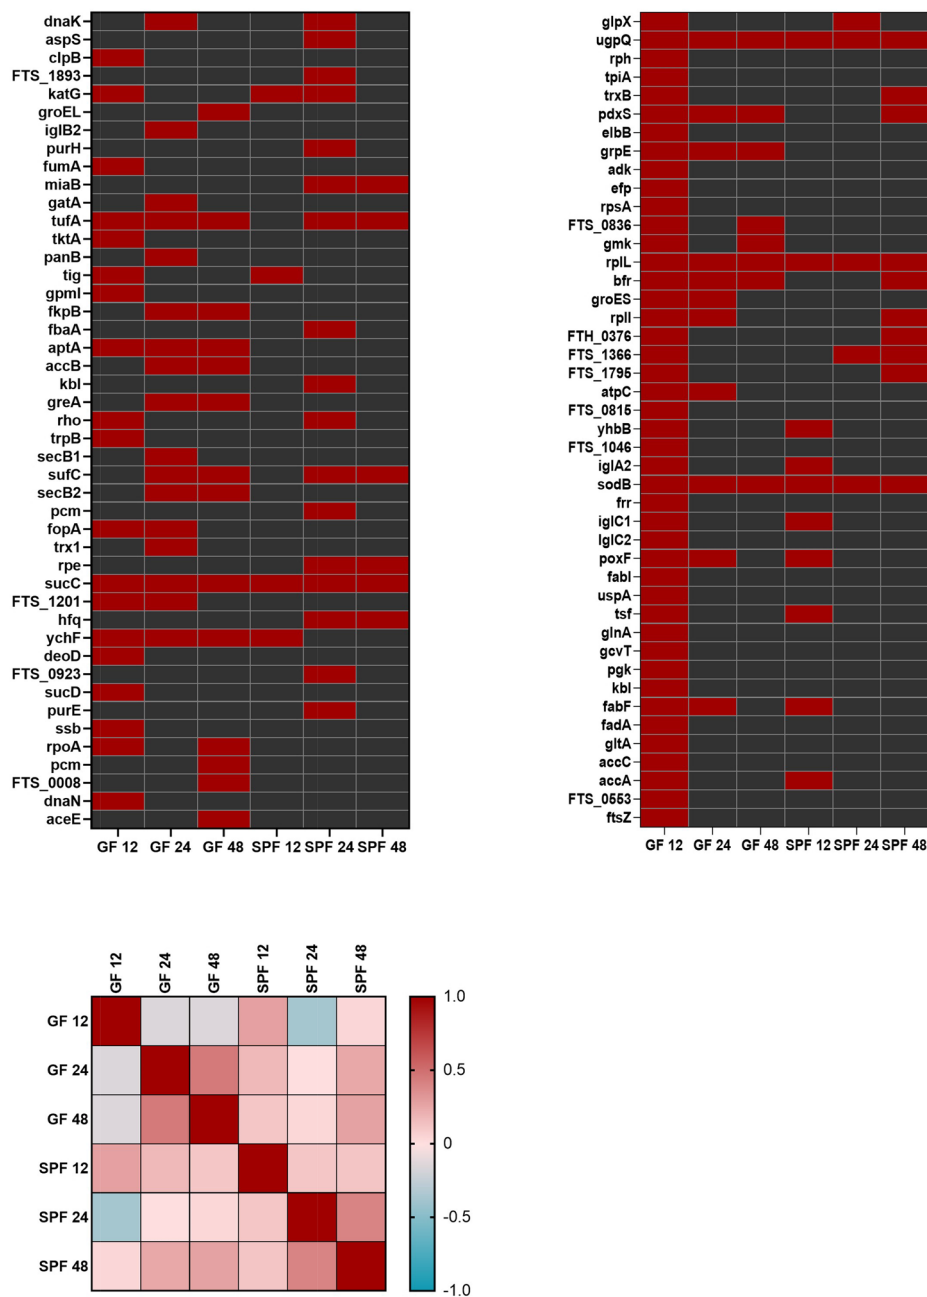 dnaK
aspS
clpB
FTS_1893
katG
groEL
iglB2
purH
fumA
miaB
gatA
tufA
tktA
panB
tig
gpmI
fkpB
fbaA
aptA
accB
kbl
greA
rho
trpB
secB1
sufC
secB2
pcm
fopA
trx1
rpe
sucC
FTS_1201
hfq
ychF
deoD
FTS_0923
sucD
purE
ssb
rpoA
pcm
FTS_0008
dnaN
aceE
GF 12 GF 24 GF 48 SPF 12 SPF 24 SPF 48
glpX
ugpQ
rph
tpiA
trxB
pdxS
elbB
grpE
adk
efp
rpsA
FTS_0836
gmk
rplL
bfr
groES
rplI
FTH_0376
FTS_1366
FTS_1795
atpC
FTS_0815
yhbB
FTS_1046
iglA2
sodB
frr
iglC1
IglC2
poxF
fabI
uspA
tsf
glnA
gcvT
pgk
kbl
fabF
fadA
gltA
accC
accA
FTS_0553
ftsZ
GF 12 GF 24 GF 48 SPF 12 SPF 24 SPF 48
GF 12 GF 24 GF 48 SPF 12 SPF 24 SPF 48
GF 12
GF 24
GF 48
SPF 12
SPF 24
SPF 48
1.0
0.5
0
-0.5
-1.0